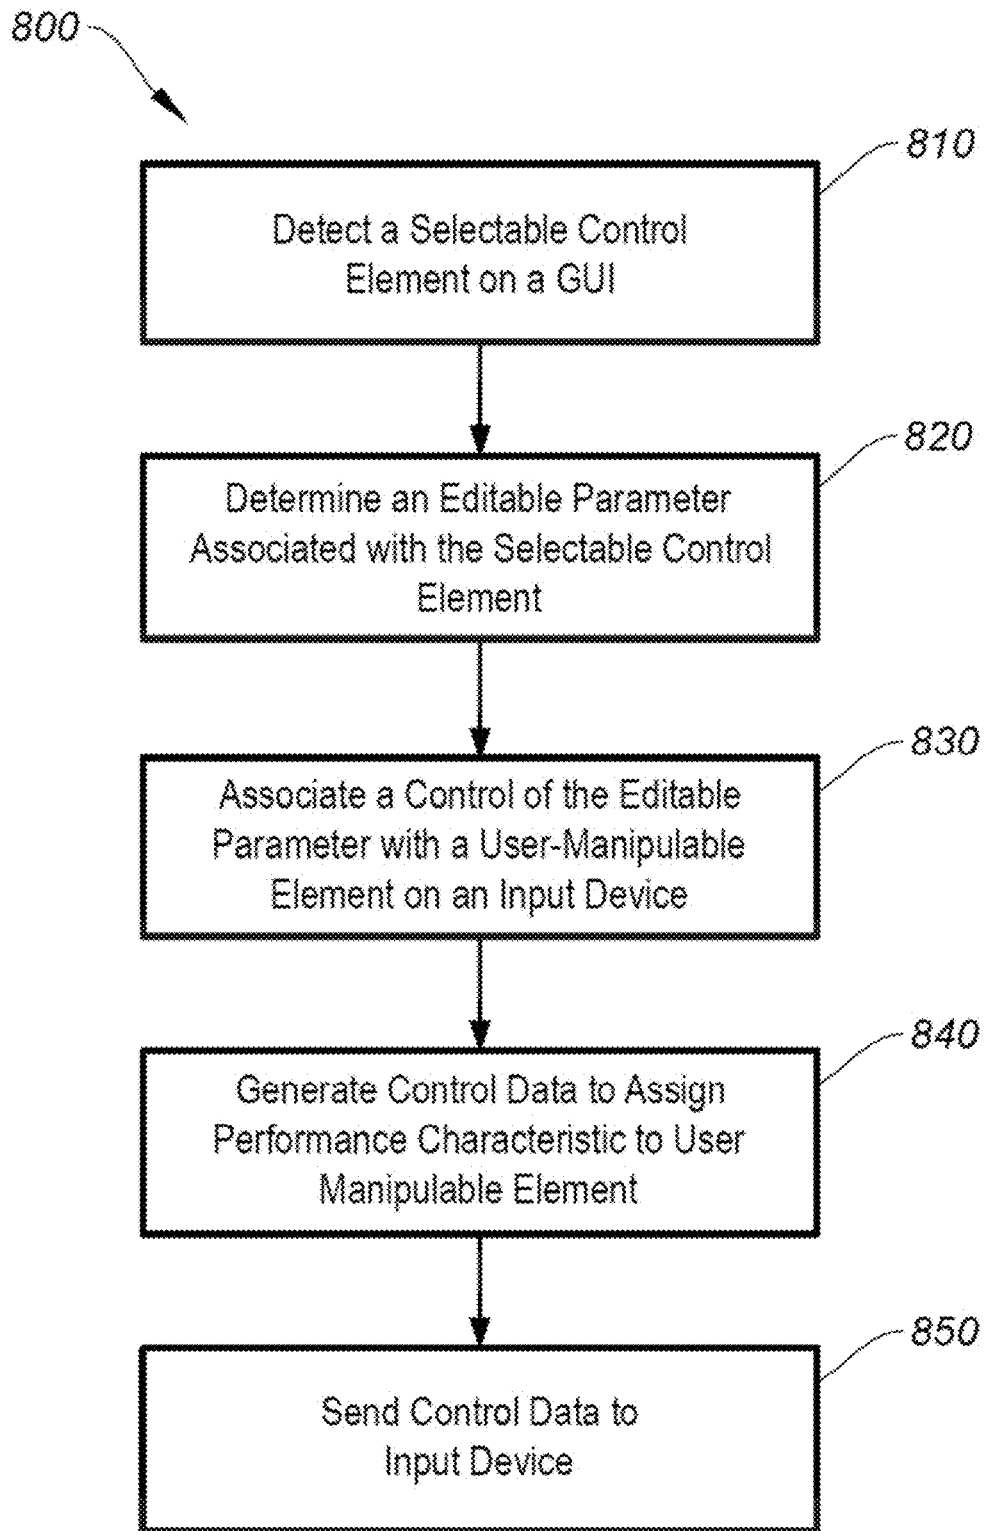 800
810
Detect a Selectable Control
Element on a GUI
820
Determine an Editable Parameter
Associated with the Selectable Control
Element
830
Associate a Control of the Editable
Parameter with a User-Manipulable
Element on an Input Device
840
Generate Control Data to Assign
Performance Characteristic to User
Manipulable Element
850
Send Control Data to
Input Device